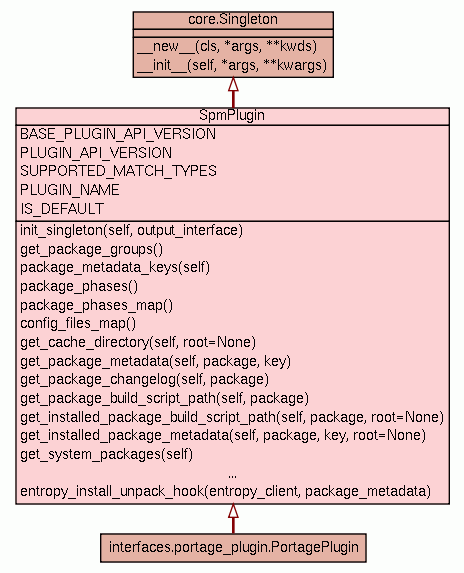 core.Singleton
__new__(cls, *args, **kwds)
__init__(self, *args, **kwargs)
SpmPlugin
BASE_PLUGIN_API_VERSION
PLUGIN_API_VERSION
SUPPORTED_MATCH_TYPES
PLUGIN_NAME
IS_DEFAULT
init_singleton(self, output_interface)
get_package_groups()
package_metadata_keys(self)
package_phases()
package_phases_map()
config_files_map()
get_cache_directory(self, root=None)
get_package_metadata(self, package, key)
get_package_changelog(self, package)
get_package_build_script_path(self, package)
get_installed_package_build_script_path(self, package, root=None)
get_installed_package_metadata(self, package, key, root=None)
get_system_packages(self)
...
entropy_install_unpack_hook(entropy_client, package_metadata)
interfaces.portage_plugin.PortagePlugin